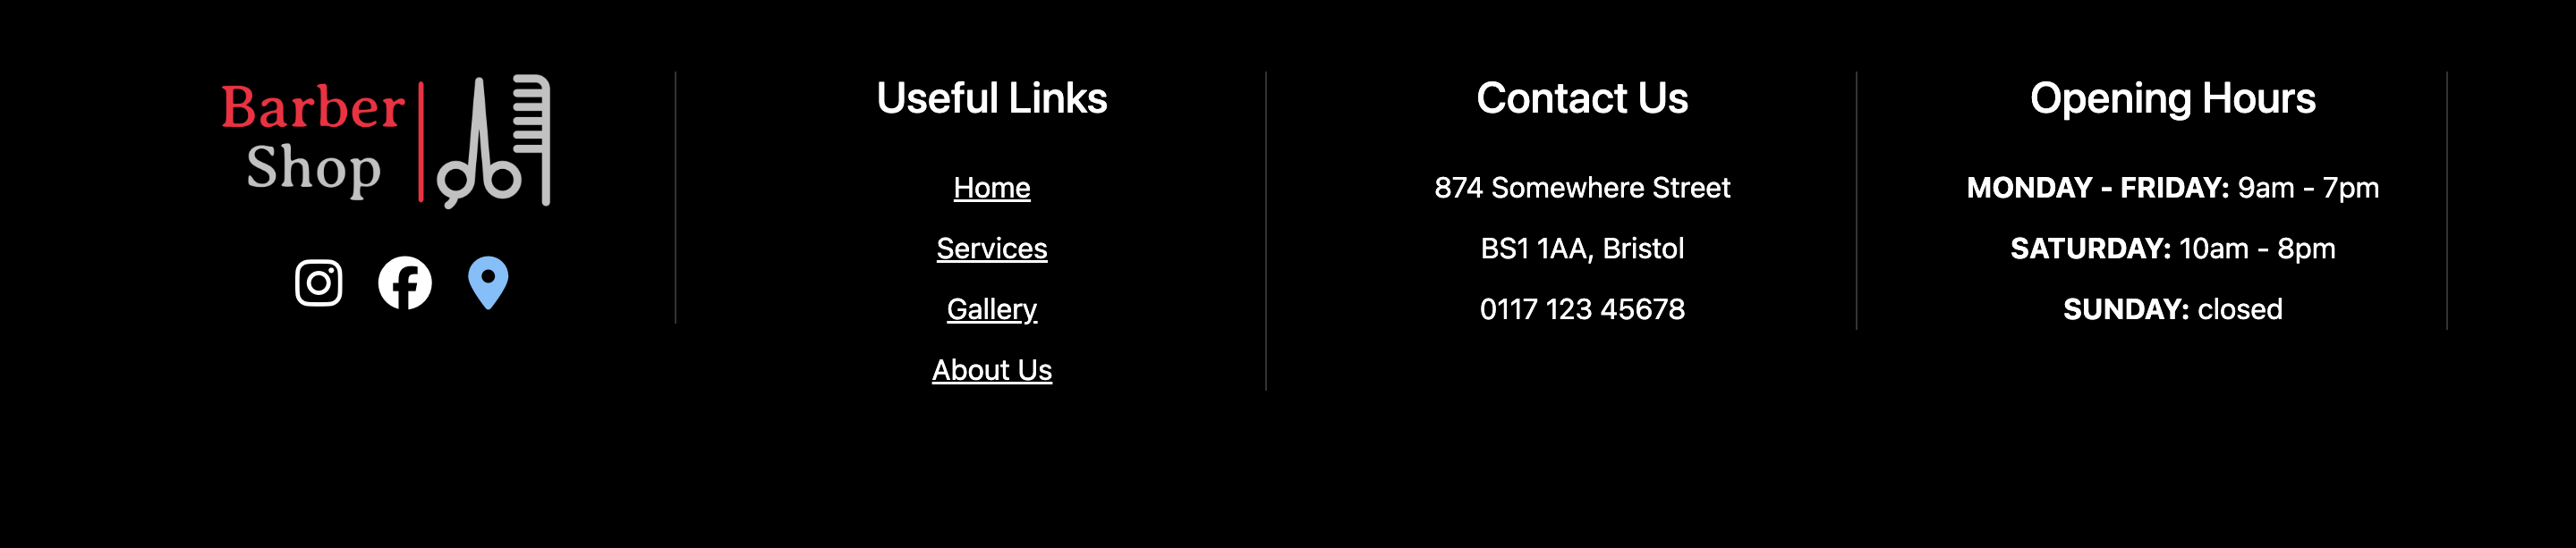 Barber
Shop
Useful Links
Home
Services
Gallery
About Us
Contact Us
874 Somewhere Street
BS1 1AA, Bristol
0117 123 45678
Opening Hours
MONDAY - FRIDAY: 9am - 7pm
SATURDAY: 10am - 8pm
SUNDAY: closed